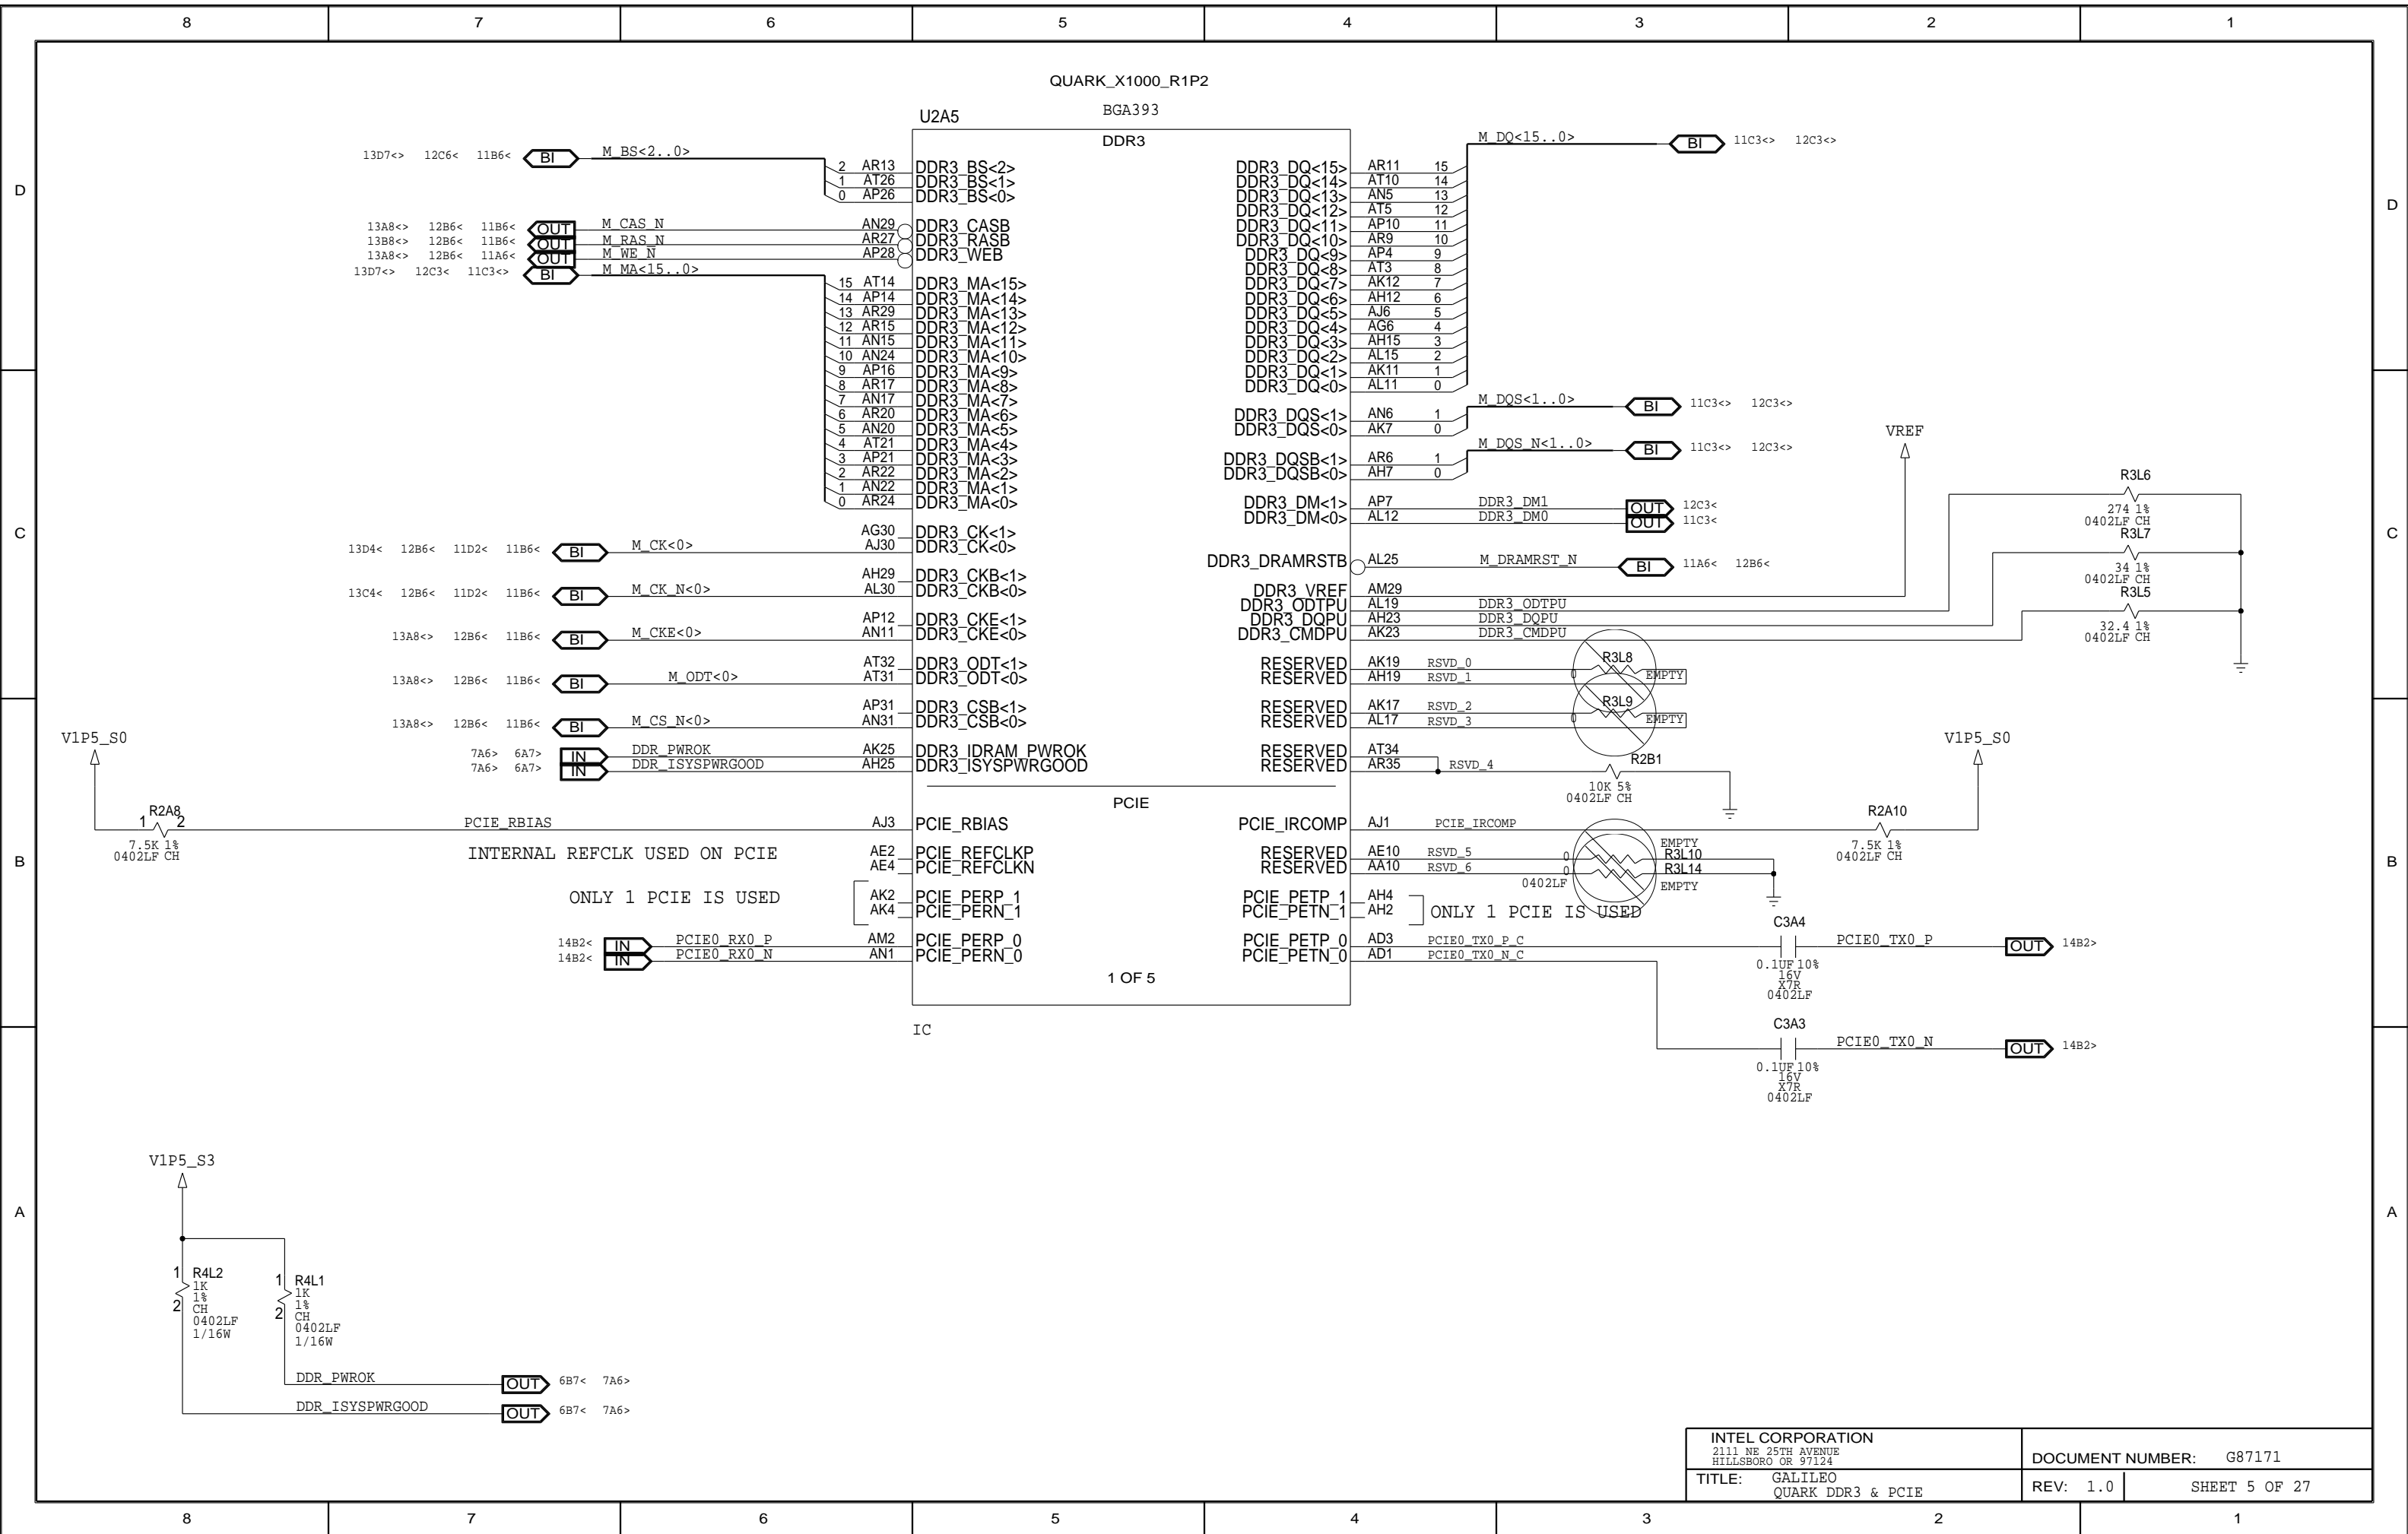 8 7 6 5 4 3 2 1
QUARK_X1000_R1P2
BGA393
U2A5
DDR3
D
D
13D7<> 12C6< 11B6< BI M_BS<2..0>
2 AR13 DDR3_BS<2>
1 AT26 DDR3_BS<1>
0 AP26 DDR3_BS<0>
13A8<> 12B6< 11B6< OUT M_CAS_N AN29 DDR3_CASB
13B8<> 12B6< 11B6< OUT M_RAS_N AR27 DDR3_RASB
13A8<> 12B6< 11A6< OUT M_WE_N AP28 DDR3_WEB
13D7<> 12C3< 11C3<> BI M_MA<15..0>
15 AT14 DDR3_MA<15>
14 AP14 DDR3_MA<14>
13 AR29 DDR3_MA<13>
12 AR15 DDR3_MA<12>
11 AN15 DDR3_MA<11>
10 AN24 DDR3_MA<10>
9 AP16 DDR3_MA<9>
8 AR17 DDR3_MA<8>
7 AN17 DDR3_MA<7>
6 AR20 DDR3_MA<6>
5 AN20 DDR3_MA<5>
4 AT21 DDR3_MA<4>
3 AP21 DDR3_MA<3>
2 AR22 DDR3_MA<2>
1 AN22 DDR3_MA<1>
0 AR24 DDR3_MA<0>
AG30 DDR3_CK<1>
13D4< 12B6< 11D2< 11B6< BI M_CK<0> AJ30 DDR3_CK<0>
AH29 DDR3_CKB<1>
13C4< 12B6< 11D2< 11B6< BI M_CK_N<0> AL30 DDR3_CKB<0>
AP12 DDR3_CKE<1>
13A8<> 12B6< 11B6< BI M_CKE<0> AN11 DDR3_CKE<0>
AT32 DDR3_ODT<1>
13A8<> 12B6< 11B6< BI M_ODT<0> AT31 DDR3_ODT<0>
AP31 DDR3_CSB<1>
13A8<> 12B6< 11B6< BI M_CS_N<0> AN31 DDR3_CSB<0>
7A6> 6A7> IN DDR_PWROK AK25 DDR3_IDRAM_PWROK
7A6> 6A7> IN DDR_ISYSPWRGOOD AH25 DDR3_ISYSPWRGOOD
M_DQ<15..0> BI 11C3<> 12C3<>
DDR3_DQ<15> AR11 15
DDR3_DQ<14> AT10 14
DDR3_DQ<13> AN5 13
DDR3_DQ<12> AT5 12
DDR3_DQ<11> AP10 11
DDR3_DQ<10> AR9 10
DDR3_DQ<9> AP4 9
DDR3_DQ<8> AT3 8
DDR3_DQ<7> AK12 7
DDR3_DQ<6> AH12 6
DDR3_DQ<5> AJ6 5
DDR3_DQ<4> AG6 4
DDR3_DQ<3> AH15 3
DDR3_DQ<2> AL15 2
DDR3_DQ<1> AK11 1
DDR3_DQ<0> AL11 0
M_DQS<1..0> BI 11C3<> 12C3<>
DDR3_DQS<1> AN6 1
DDR3_DQS<0> AK7 0
M_DQS_N<1..0> BI 11C3<> 12C3<>
DDR3_DQSB<1> AR6 1
DDR3_DQSB<0> AH7 0
DDR3_DM<1> AP7 DDR3_DM1 OUT 12C3<
DDR3_DM<0> AL12 DDR3_DM0 OUT 11C3<
DDR3_DRAMRSTB AL25 M_DRAMRST_N BI 11A6< 12B6<
VREF
DDR3_VREF AM29
DDR3_ODTPU AL19 DDR3_ODTPU
DDR3_DQPU AH23 DDR3_DQPU
DDR3_CMDPU AK23 DDR3_CMDPU
R3L6
274 1%
0402LF CH
R3L7
34 1%
0402LF CH
R3L5
32.4 1%
0402LF CH
C
C
RESERVED AK19 RSVD_0 R3L8
RESERVED AH19 RSVD_1 0 EMPTY
RESERVED AK17 RSVD_2 R3L9
RESERVED AL17 RSVD_3 0 EMPTY
RESERVED AT34
RESERVED AR35 RSVD_4 R2B1
10K 5%
0402LF CH
V1P5_S0
V1P5_S0
PCIE
R2A8
1 2
7.5K 1%
0402LF CH
PCIE_RBIAS AJ3 PCIE_RBIAS
INTERNAL REFCLK USED ON PCIE
AE2 PCIE_REFCLKP
AE4 PCIE_REFCLKN
ONLY 1 PCIE IS USED
AK2 PCIE_PERP_1
AK4 PCIE_PERN_1
14B2< IN PCIE0_RX0_P AM2 PCIE_PERP_0
14B2< IN PCIE0_RX0_N AN1 PCIE_PERN_0
PCIE_IRCOMP AJ1 PCIE_IRCOMP
R2A10
7.5K 1%
0402LF CH
RESERVED AE10 RSVD_5 0 EMPTY R3L10
RESERVED AA10 RSVD_6 0 R3L14
0402LF EMPTY
B
B
PCIE_PETP_1 AH4
PCIE_PETN_1 AH2
ONLY 1 PCIE IS USED
PCIE_PETP_0 AD3 PCIE0_TX0_P_C
PCIE_PETN_0 AD1 PCIE0_TX0_N_C
C3A4
PCIE0_TX0_P OUT 14B2>
0.1UF 10%
16V
X7R
0402LF
1 OF 5
IC
C3A3
PCIE0_TX0_N OUT 14B2>
0.1UF 10%
16V
X7R
0402LF
V1P5_S3
A
A
1 R4L2
1K
1%
2 CH
0402LF
1/16W
1 R4L1
1K
1%
2 CH
0402LF
1/16W
DDR_PWROK OUT 6B7< 7A6>
DDR_ISYSPWRGOOD OUT 6B7< 7A6>
INTEL CORPORATION
2111 NE 25TH AVENUE
HILLSBORO OR 97124
DOCUMENT NUMBER: G87171
TITLE: GALILEO
QUARK DDR3 & PCIE
REV: 1.0
SHEET 5 OF 27
8 7 6 5 4 3 2 1